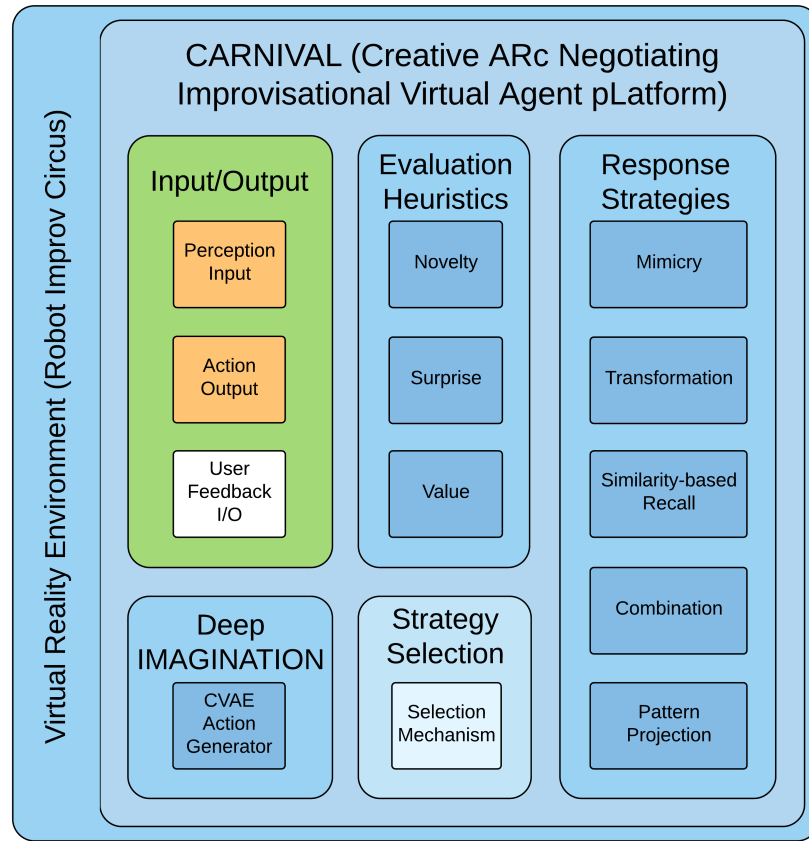 Virtual Reality Environment (Robot Improv Circus)
CARNIVAL (Creative ARc Negotiating
Improvisational Virtual Agent pLatform)
Input/Output
Perception
Input
Action
Output
User
Feedback
I/O
Evaluation
Heuristics
Novelty
Surprise
Value
Response
Strategies
Mimicry
Transformation
Similarity-based
Recall
Combination
Pattern
Projection
Deep
IMAGINATION
CVAE
Action
Generator
Strategy
Selection
Selection
Mechanism